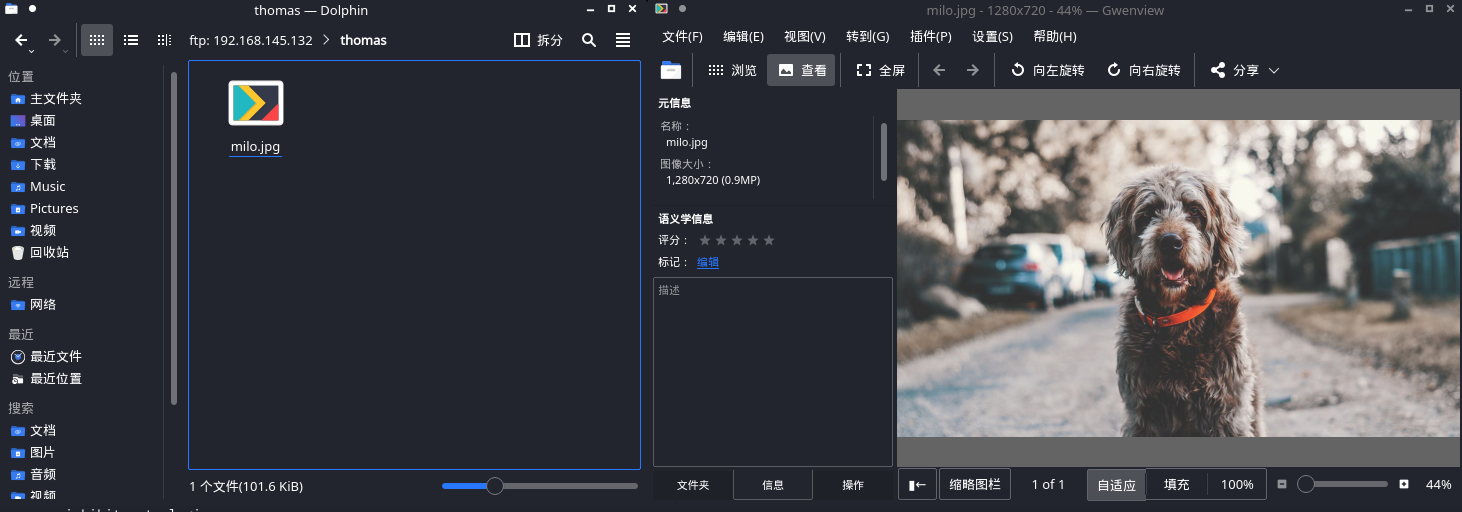 thomas — Dolphin
ftp: 192.168.145.132 > thomas
拆分
位置
主文件夹
桌面
文档
下载
Music
Pictures
视频
回收站
远程
网络
最近
最近文件
最近位置
搜索
文档
图片
音频
视频
milo.jpg
1 个文件(101.6 KiB)
milo.jpg - 1280x720 - 44% — Gwenview
文件(F) 编辑(E) 视图(V) 转到(G) 插件(P) 设置(S) 帮助(H)
浏览 查看 全屏 向左旋转 向右旋转 分享
元信息
名称：
milo.jpg
图像大小：
1,280x720 (0.9MP)
语义学信息
评分：
标记： 编辑
描述
文件夹 信息 操作
缩略图栏 1 of 1 自适应 填充 100% 44%